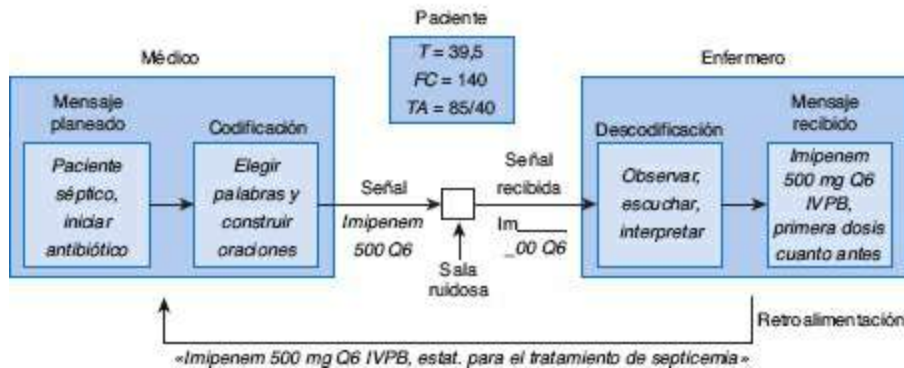 Paciente
T = 39,5
FC = 140
TA = 85/40
Médico
Mensaje
planeado
Paciente
séptico,
iniciar
antibiótico
Codificación
Elegir
palabras y
construir
oraciones
Señal
Imipenem
500 Q6
Sala
ruidosa
Señal
recibida
Im_____
_00 Q6
Enfermero
Descodificación
Observar,
escuchar,
interpretar
Mensaje
recibido
Imipenem
500 mg Q6
IVPB,
primera dosis
cuanto antes
Retroalimentación
«Imipenem 500 mg Q6 IVPB, estat. para el tratamiento de septicemia»